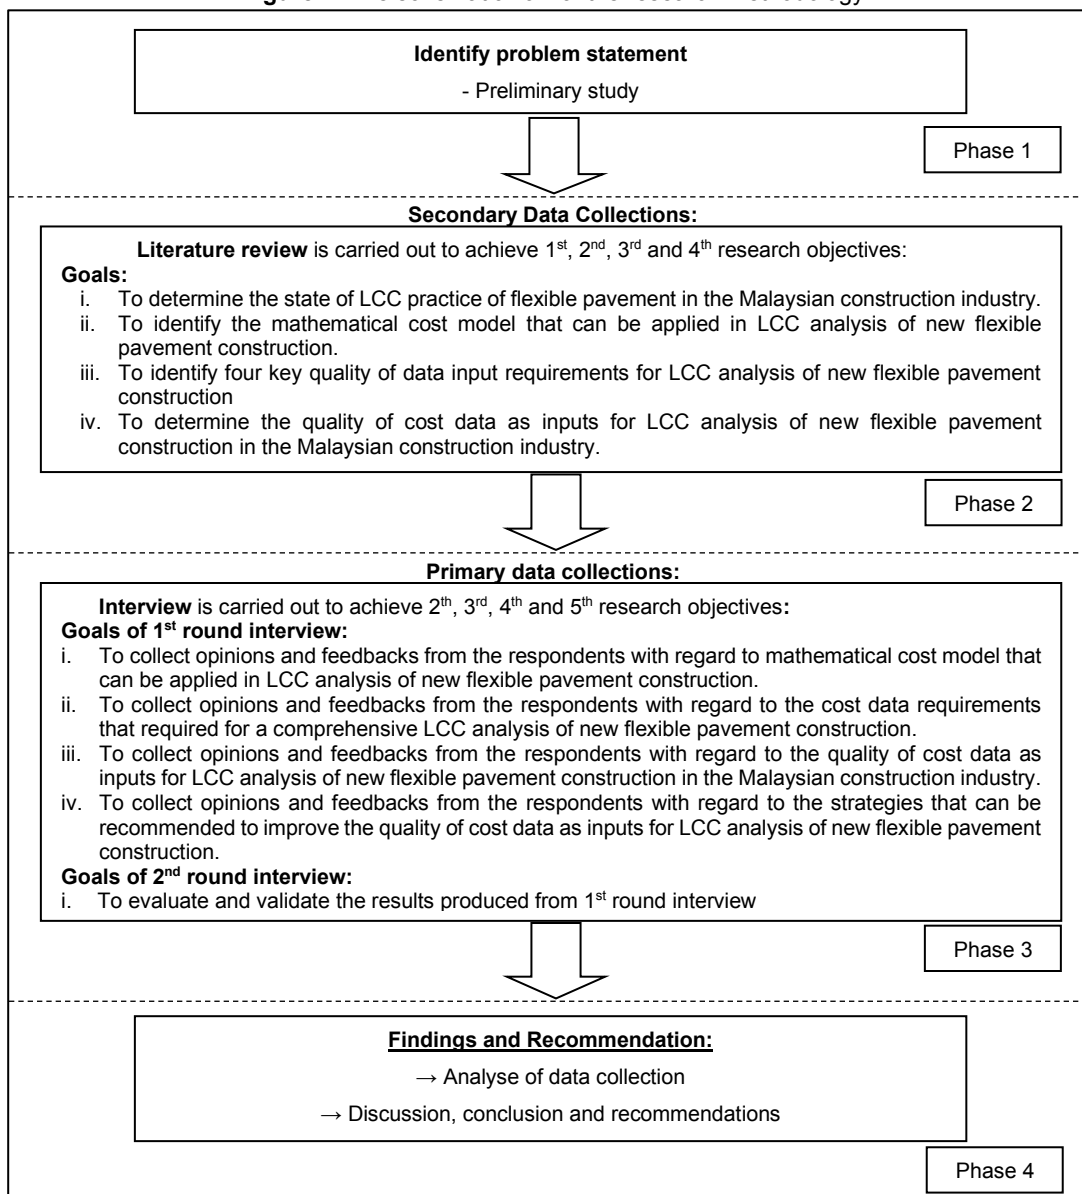 Identify problem statement
- Preliminary study
Phase 1
Secondary Data Collections:
Literature review is carried out to achieve 1st, 2nd, 3rd and 4th research objectives:
Goals:
i. To determine the state of LCC practice of flexible pavement in the Malaysian construction industry.
ii. To identify the mathematical cost model that can be applied in LCC analysis of new flexible
pavement construction.
iii. To identify four key quality of data input requirements for LCC analysis of new flexible pavement
construction
iv. To determine the quality of cost data as inputs for LCC analysis of new flexible pavement
construction in the Malaysian construction industry.
Phase 2
Primary data collections:
Interview is carried out to achieve 2th, 3rd, 4th and 5th research objectives:
Goals of 1st round interview:
i. To collect opinions and feedbacks from the respondents with regard to mathematical cost model that
can be applied in LCC analysis of new flexible pavement construction.
ii. To collect opinions and feedbacks from the respondents with regard to the cost data requirements
that required for a comprehensive LCC analysis of new flexible pavement construction.
iii. To collect opinions and feedbacks from the respondents with regard to the quality of cost data as
inputs for LCC analysis of new flexible pavement construction in the Malaysian construction industry.
iv. To collect opinions and feedbacks from the respondents with regard to the strategies that can be
recommended to improve the quality of cost data as inputs for LCC analysis of new flexible pavement
construction.
Goals of 2nd round interview:
i. To evaluate and validate the results produced from 1st round interview
Phase 3
Findings and Recommendation:
→ Analyse of data collection
→ Discussion, conclusion and recommendations
Phase 4